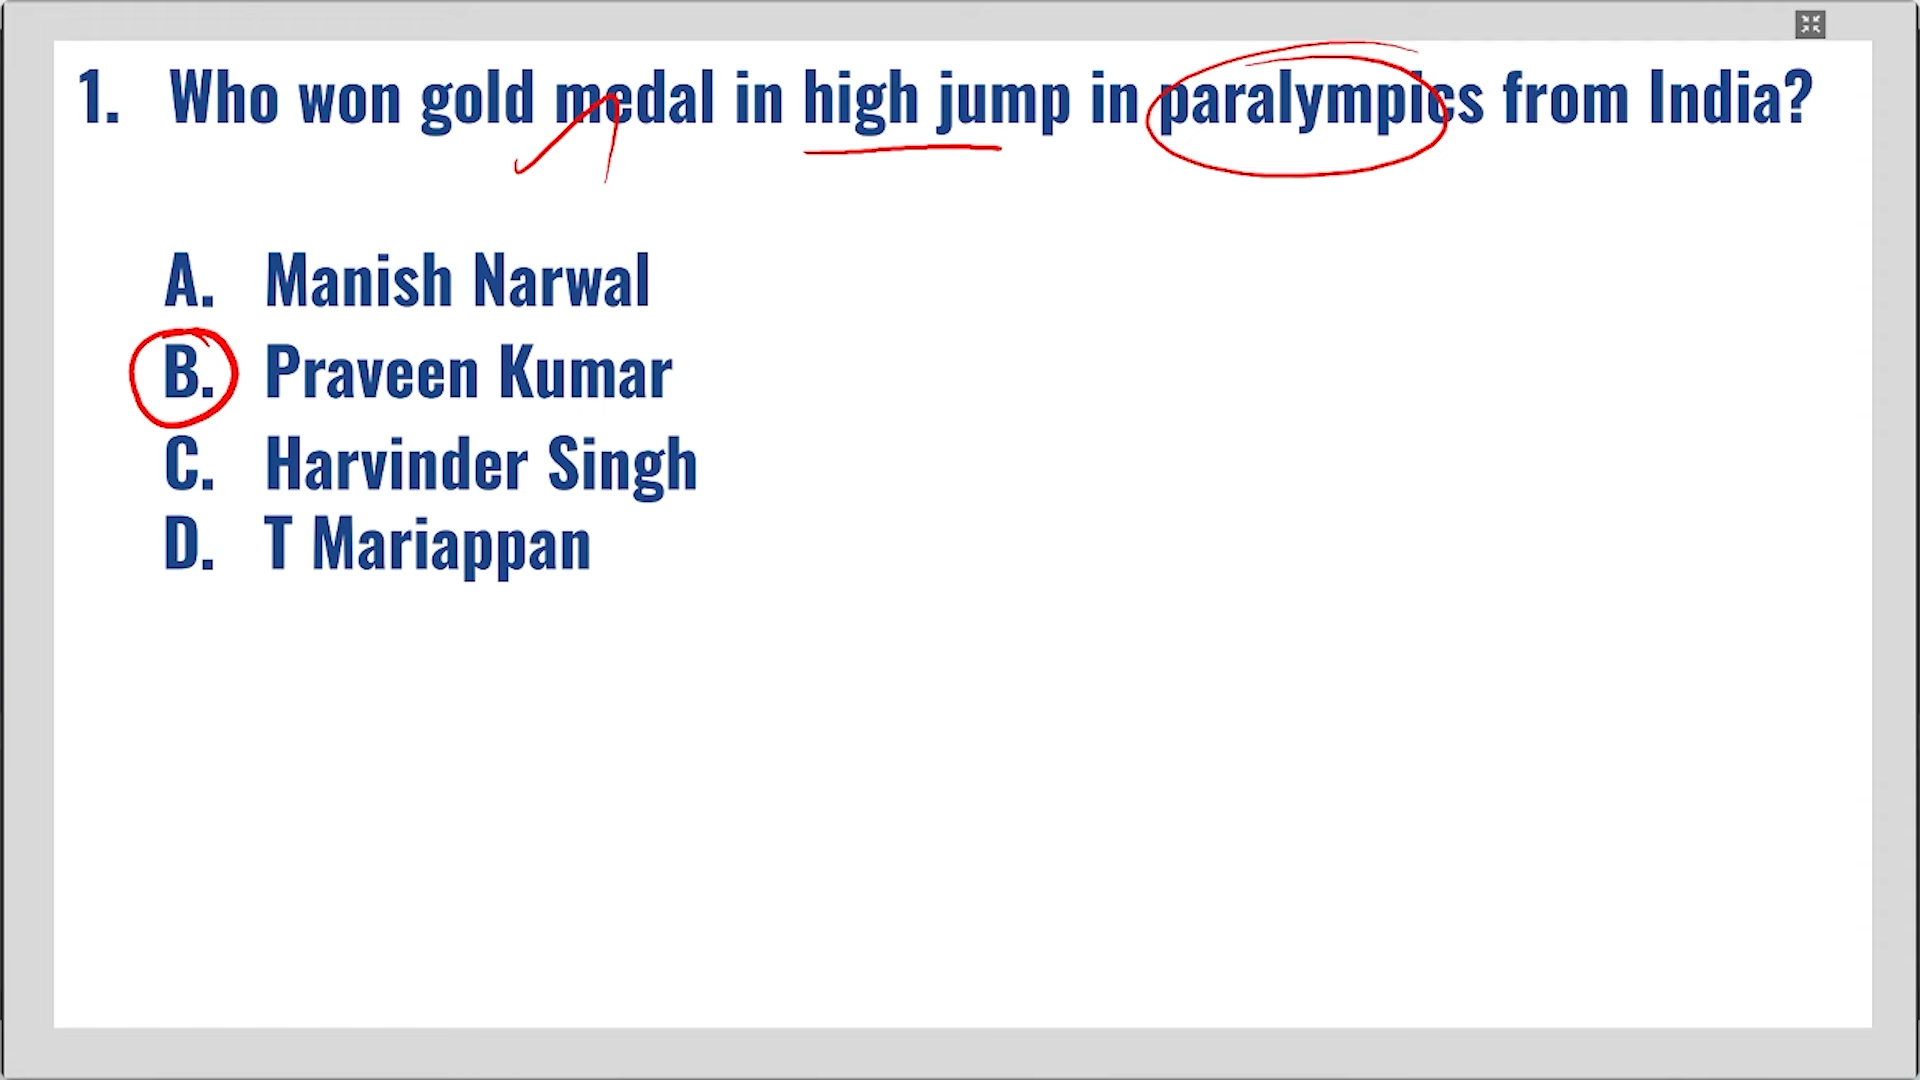 1. Who won gold medal in high jump in paralympics from India?
A. Manish Narwal
B. Praveen Kumar
C. Harvinder Singh
D. T Mariappan